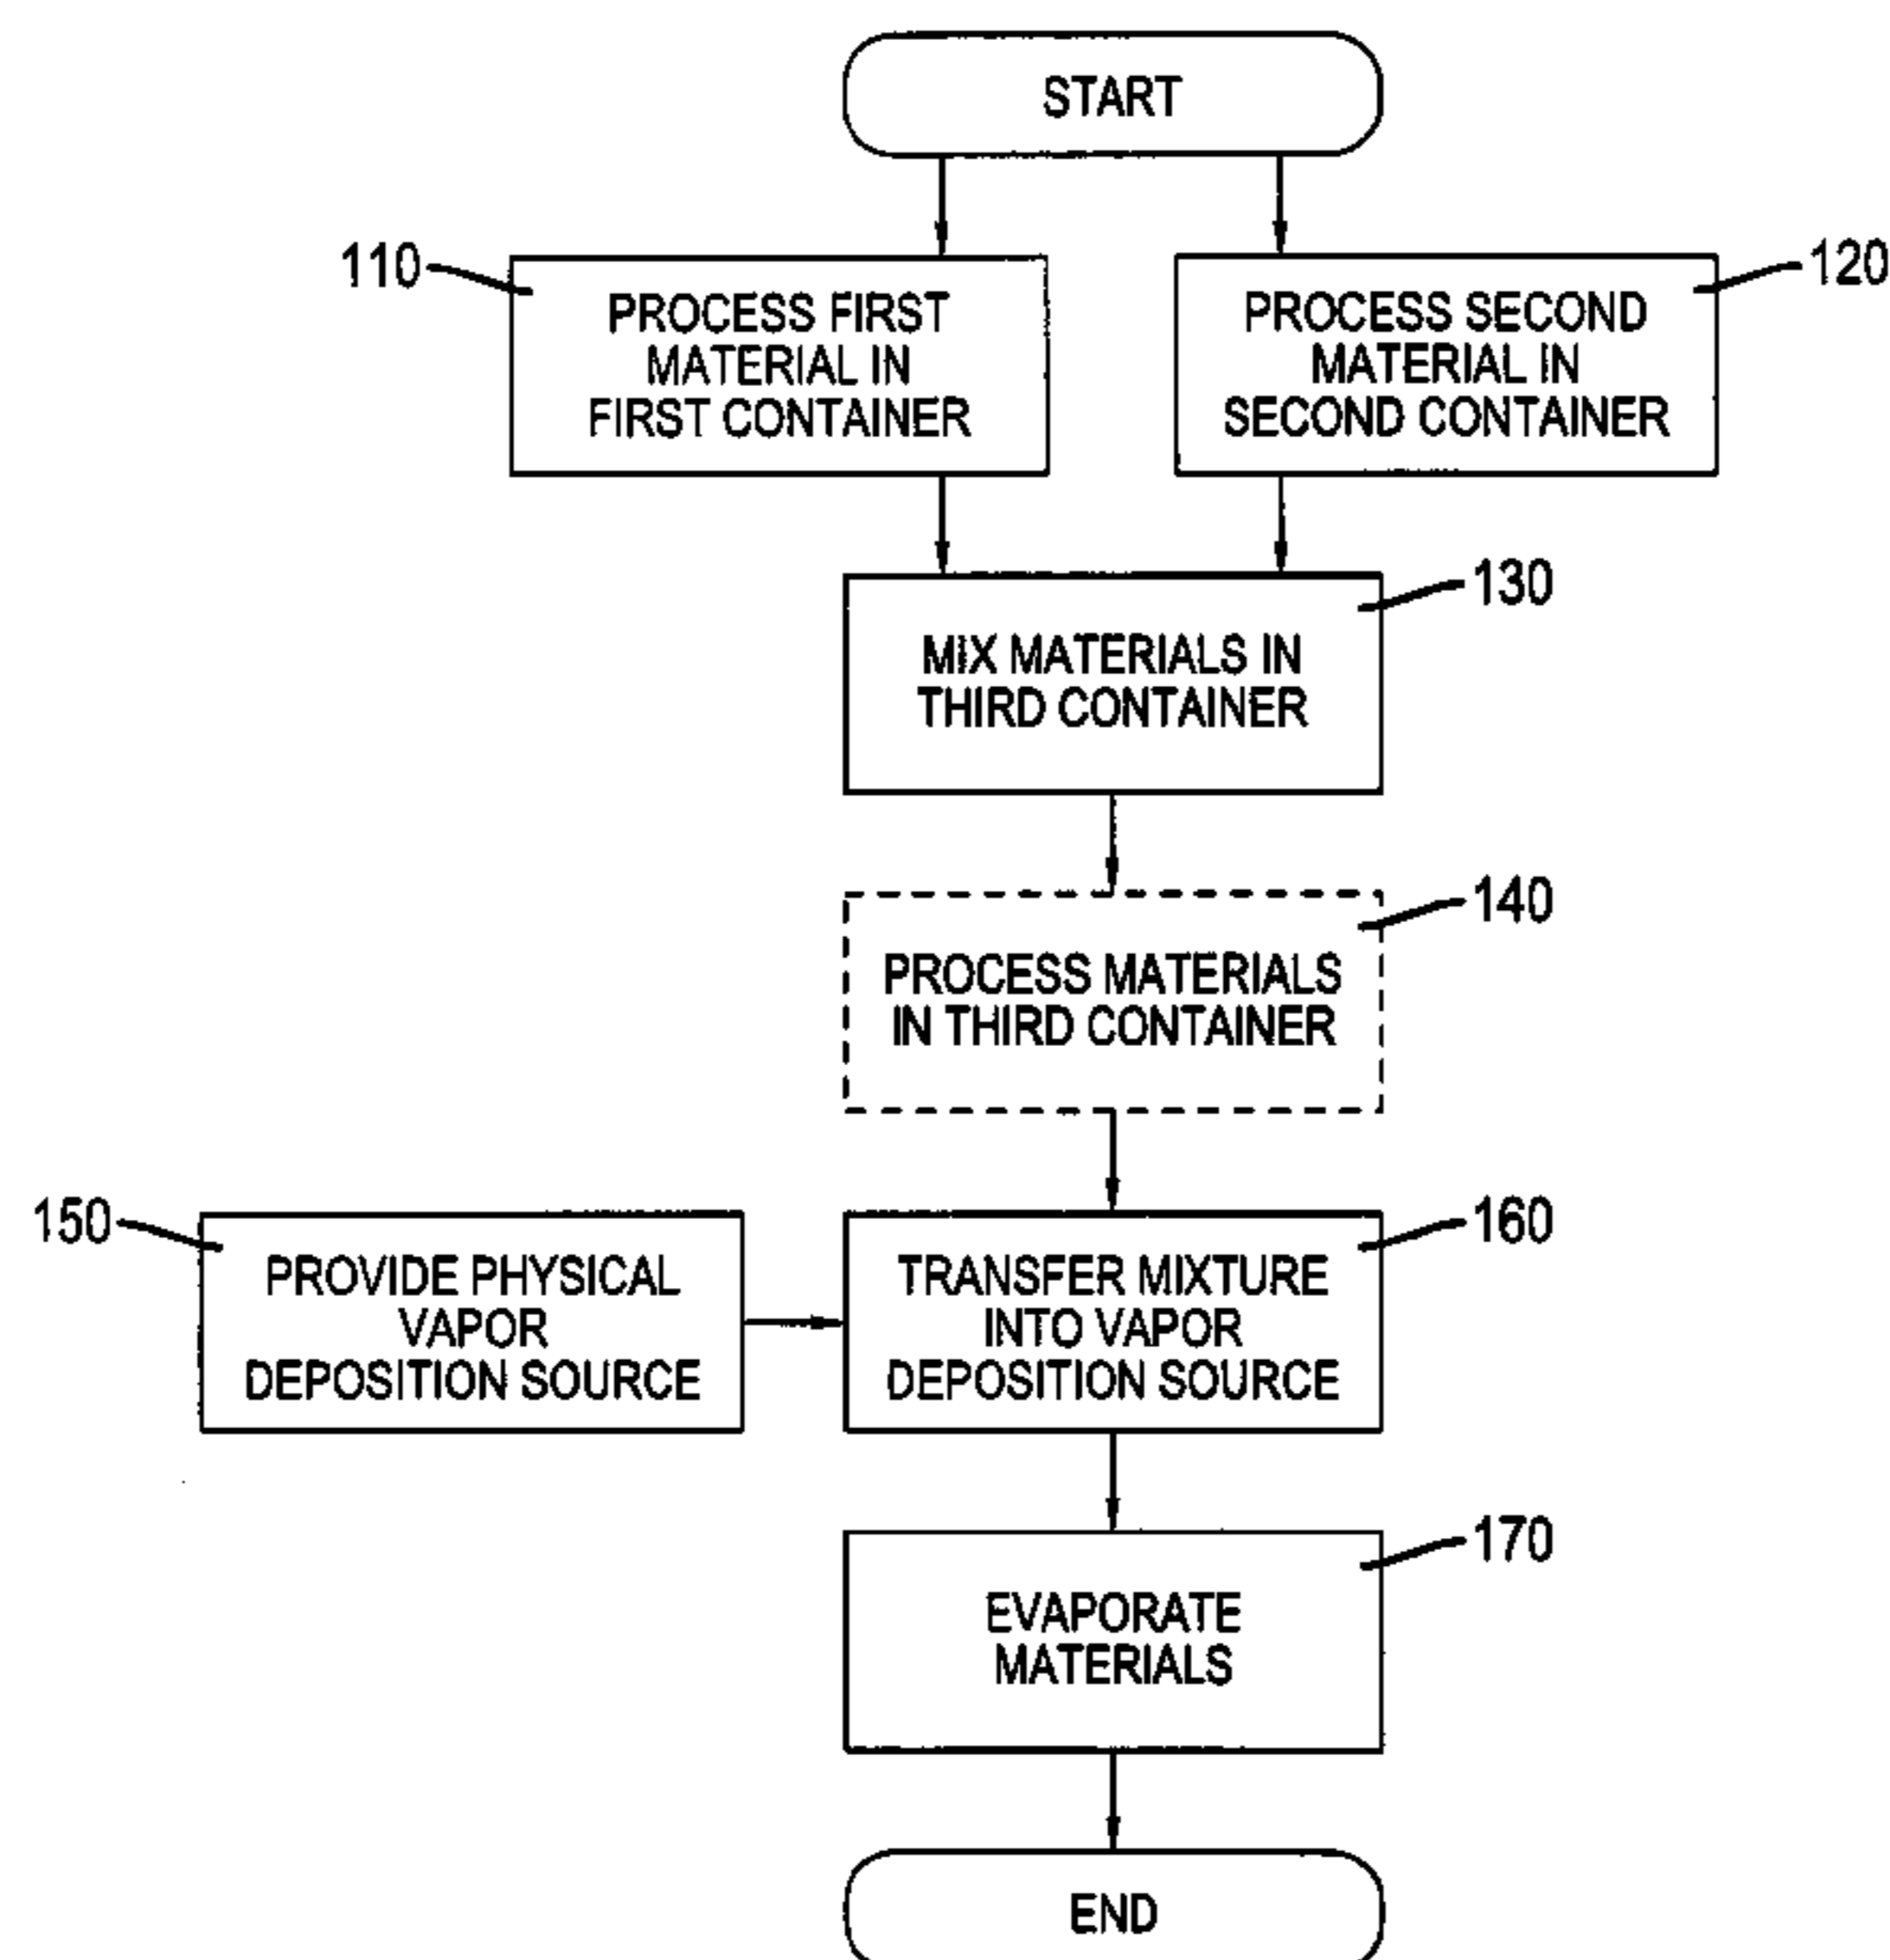 START
110
PROCESS FIRST
MATERIAL IN
FIRST CONTAINER
120
PROCESS SECOND
MATERIAL IN
SECOND CONTAINER
130
MIX MATERIALS IN
THIRD CONTAINER
140
PROCESS MATERIALS
IN THIRD CONTAINER
150
PROVIDE PHYSICAL
VAPOR
DEPOSITION SOURCE
160
TRANSFER MIXTURE
INTO VAPOR
DEPOSITION SOURCE
170
EVAPORATE
MATERIALS
END